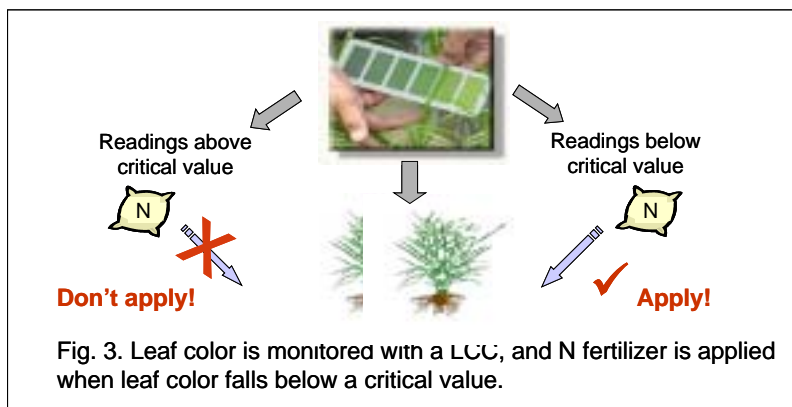 Readings above
critical value
Readings below
critical value
N
N
Don't apply!
Apply!
Fig. 3. Leaf color is monitored with a LCC, and N fertilizer is applied
when leaf color falls below a critical value.